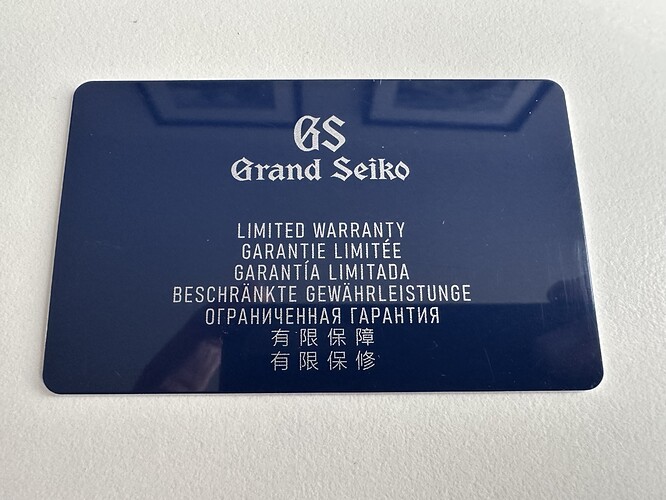 GS
Grand Seiko
LIMITED WARRANTY
GARANTIE LIMITÉE
GARANTÍA LIMITADA
BESCHRÄNKTE GEWÄHRLEISTUNGE
ОГРАНИЧЕННАЯ ГАРАНТИЯ
有限保障
有限保修